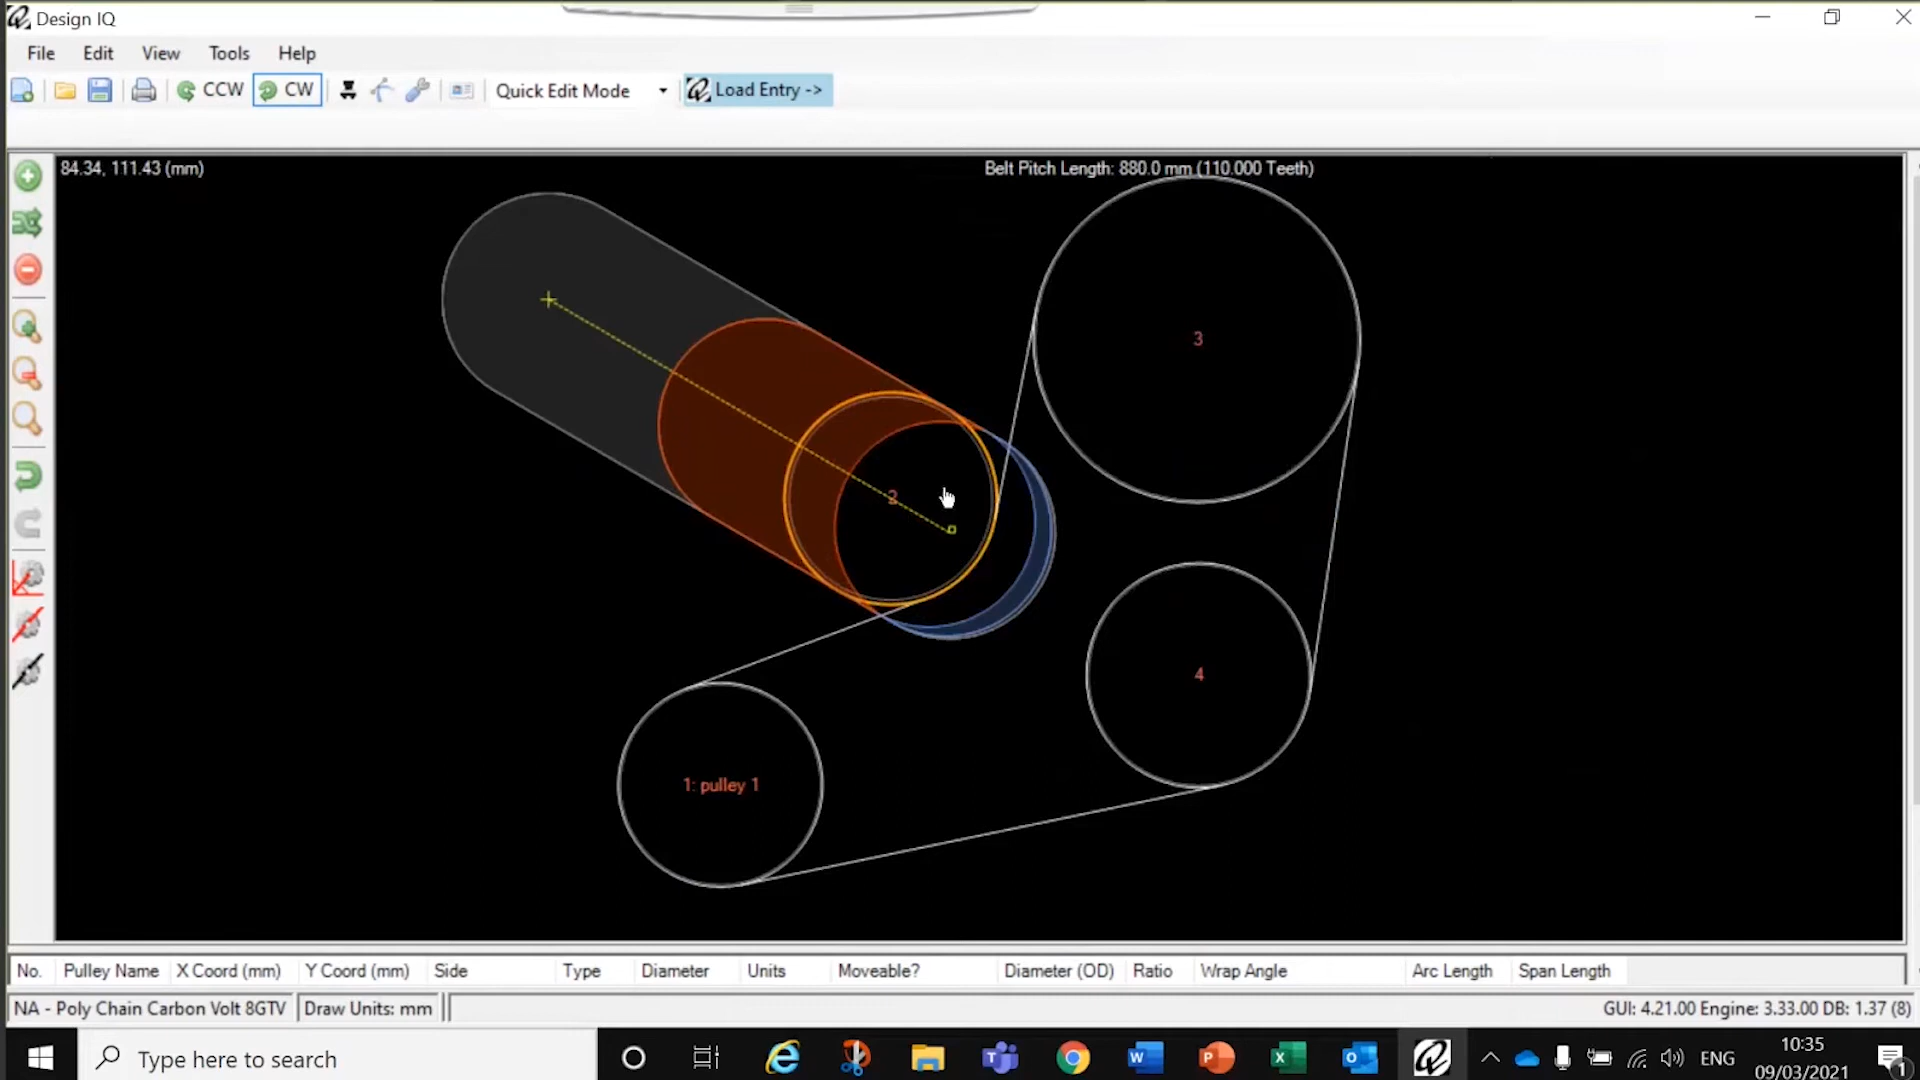 Design IQ
File Edit View Tools Help
CCW CW Quick Edit Mode Load Entry ->
84.34, 111.43 (mm)
Belt Pitch Length: 880.0 mm (110.000 Teeth)
3
2
4
1: pulley 1
No. Pulley Name X Coord (mm) Y Coord (mm) Side Type Diameter Units Moveable? Diameter (OD) Ratio Wrap Angle Arc Length Span Length
NA - Poly Chain Carbon Volt 8GTV Draw Units: mm GUI: 4.21.00 Engine: 3.33.00 DB: 1.37 (8)
Type here to search
ENG
10:35
09/03/2021
1